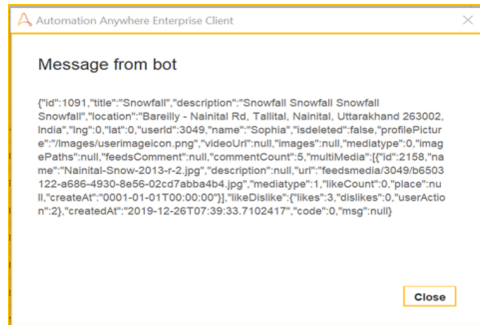 Automation Anywhere Enterprise Client
Message from bot
{"id":1091,"title":"Snowfall","description":"Snowfall Snowfall Snowfall
Snowfall","location":"Bareilly - Nainital Rd, Tallital, Nainital, Uttarakhand 263002,
India","lng":0,"lat":0,"userId":3049,"name":"Sophia","isdeleted":false,"profilePictur
e":"/Images/userimageicon.png","videoUrl":null,"images":null,"mediatype":0,"imag
ePaths":null,"feedsComment":null,"commentCount":5,"multiMedia":[{"id":2158,"na
me":"Nainital-Snow-2013-r-2.jpg","description":null,"url":"feedsmedia/3049/b6503
122-a686-4930-8e56-02cd7abba4b4.jpg","mediatype":1,"likeCount":0,"place":nu
ll,"createAt":"0001-01-01T00:00:00"}],"likeDislike":{"likes":3,"dislikes":0,"userActio
n":2},"createdAt":"2019-12-26T07:39:33.7102417","code":0,"msg":null}
Close